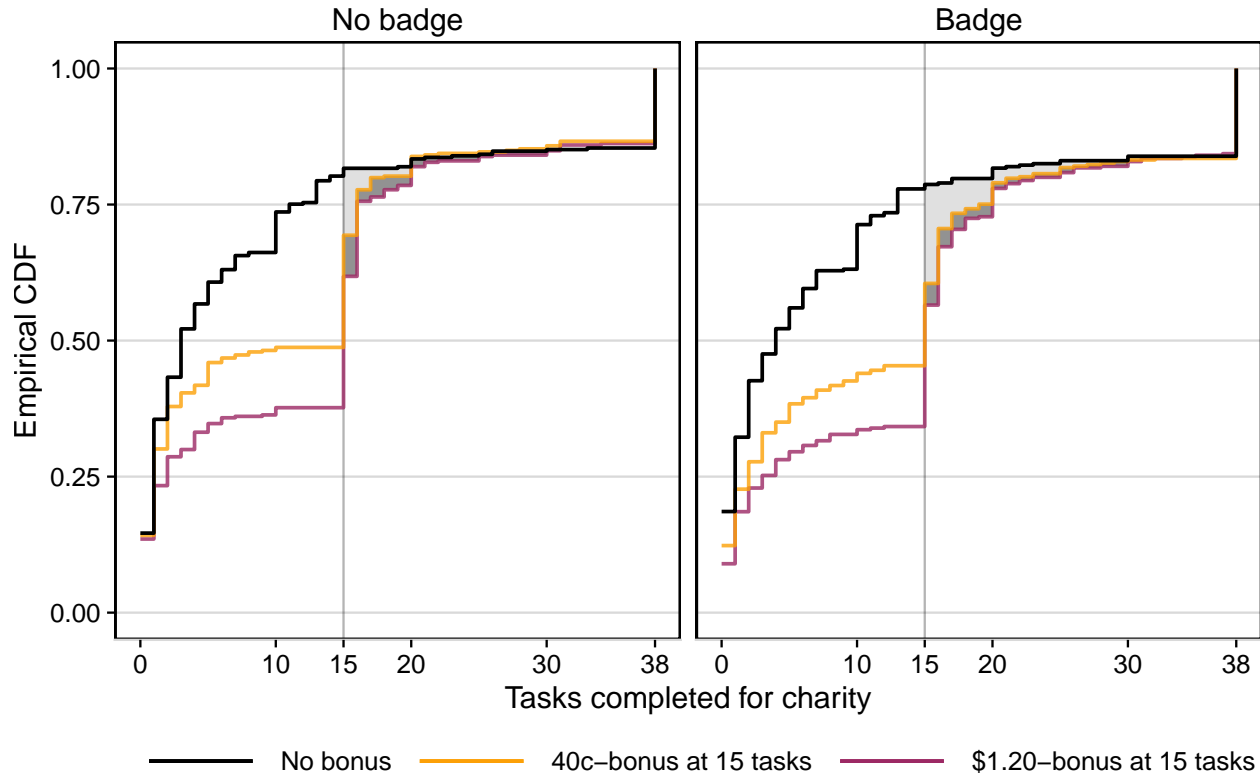 No badge
Badge
Empirical CDF
1.00
0.75
0.50
0.25
0.00
0 10 15 20 30 38
0 10 15 20 30 38
Tasks completed for charity
No bonus
40c−bonus at 15 tasks
$1.20−bonus at 15 tasks